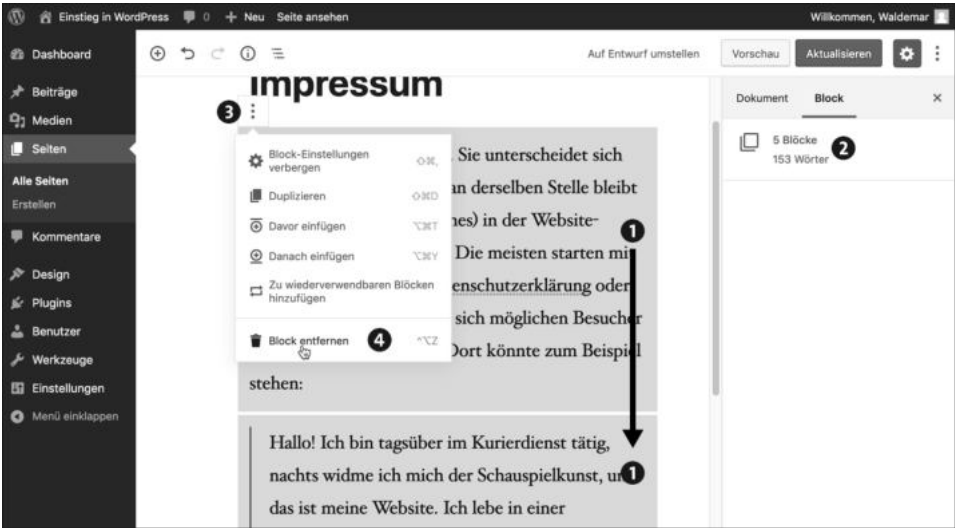 Einstieg in WordPress 0 + Neu Seite ansehen Willkommen, Waldemar
Dashboard
Beiträge
Medien
Seiten
Alle Seiten
Erstellen
Kommentare
Design
Plugins
Benutzer
Werkzeuge
Einstellungen
Menü einklappen
Auf Entwurf umstellen Vorschau Aktualisieren
Impressum
3
Block-Einstellungen
verbergen ⇧⌘,
Duplizieren ⇧⌘D
Davor einfügen ⌥⌘T
Danach einfügen ⌥⌘Y
Zu wiederverwendbaren Blöcken
hinzufügen
Block entfernen 4 ^⌥Z
Sie unterscheidet sich
an derselben Stelle bleibt
nes) in der Website-
1
Die meisten starten mit
enschutzerklärung oder
sich möglichen Besucher
Dort könnte zum Beispiel
stehen:
Hallo! Ich bin tagsüber im Kurierdienst tätig,
nachts widme ich mich der Schauspielkunst, 1
das ist meine Website. Ich lebe in einer
Dokument Block ×
5 Blöcke
153 Wörter 2